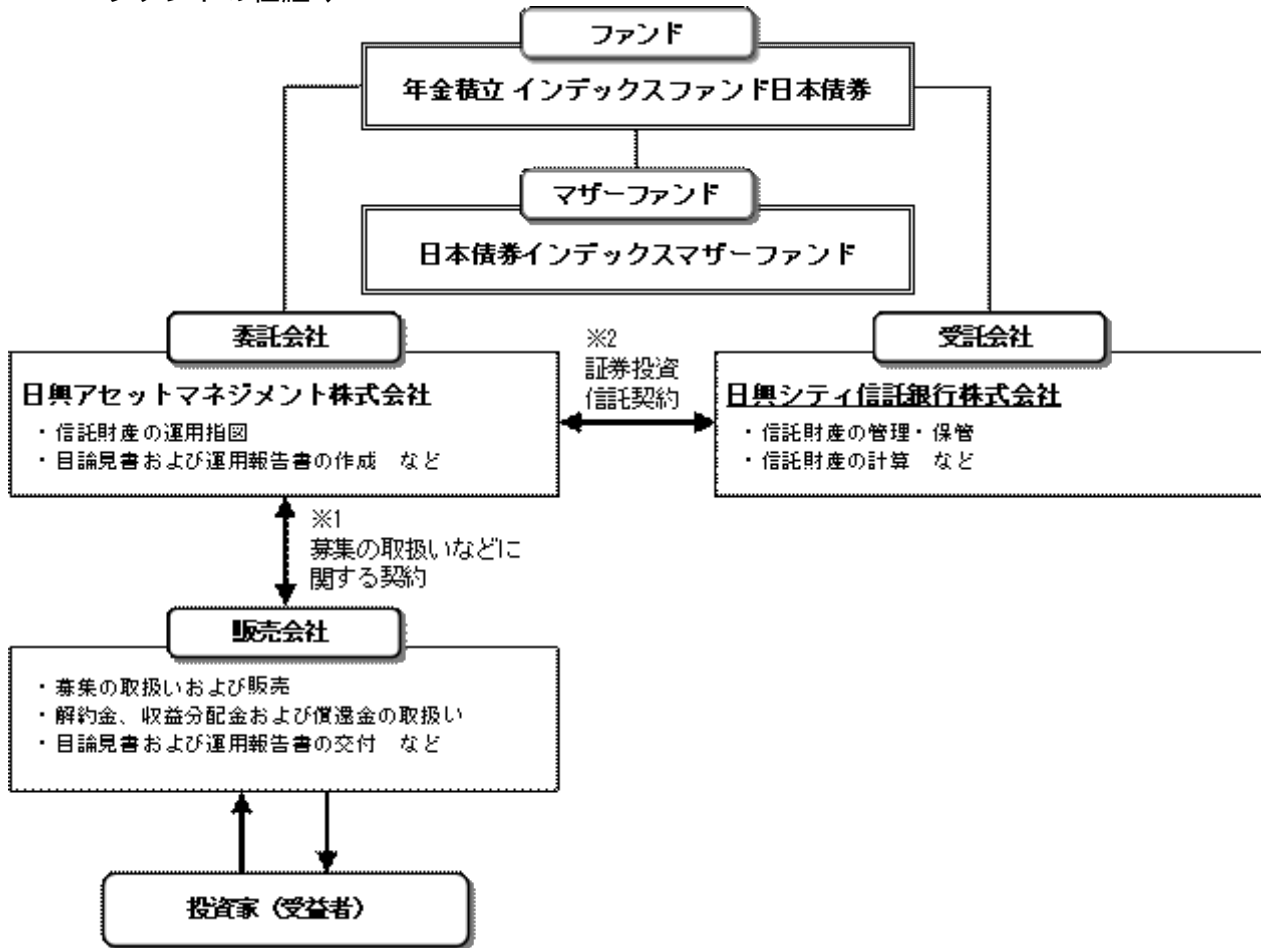 ファンド
年金積立 インデックスファンド日本債券
マザーファンド
日本債券インデックスマザーファンド
委託会社
日興アセットマネジメント株式会社
・信託財産の運用指図
・目論見書および運用報告書の作成 など
※2
証券投資
信託契約
受託会社
日興シティ信託銀行株式会社
・信託財産の管理・保管
・信託財産の計算 など
※1
募集の取扱いなどに
関する契約
販売会社
・募集の取扱いおよび販売
・解約金、収益分配金および償還金の取扱い
・目論見書および運用報告書の交付 など
投資家(受益者)